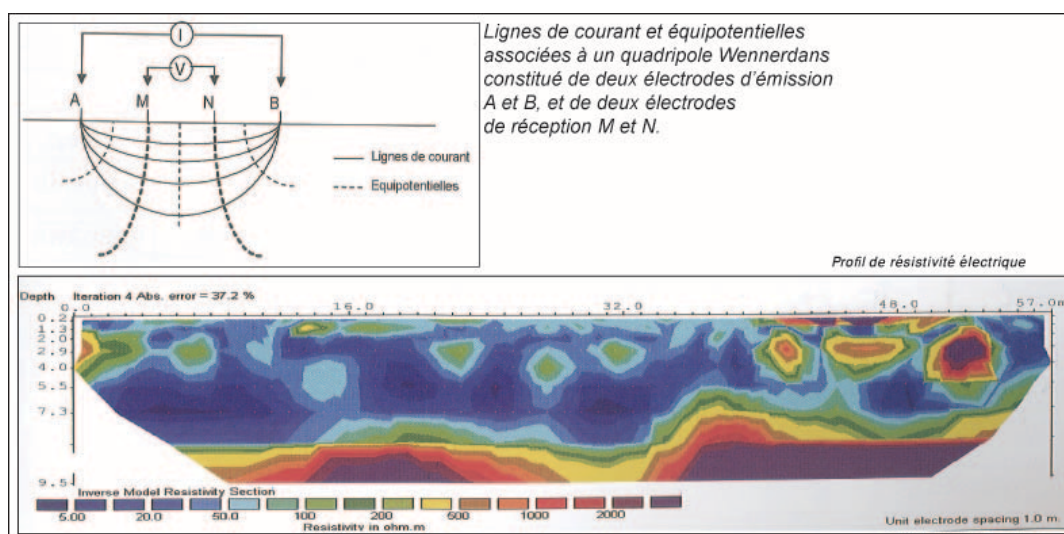 I
V
A M N B
Lignes de courant
Equipotentielles
Lignes de courant et équipotentielles
associées à un quadripole Wennerdans
constitué de deux électrodes d'émission
A et B, et de deux électrodes
de réception M et N.
Profil de résistivité électrique
Depth Iteration 4 Abs. error = 37.2 %
0.0 16.0 32.0 48.0 57.0m
0.2
1.3
2.0
2.9
4.0
5.5
7.3
9.5
Inverse Model Resistivity Section
5.00 20.0 50.0 100 200 500 1000 2000
Resistivity in ohm.m
Unit electrode spacing 1.0 m.